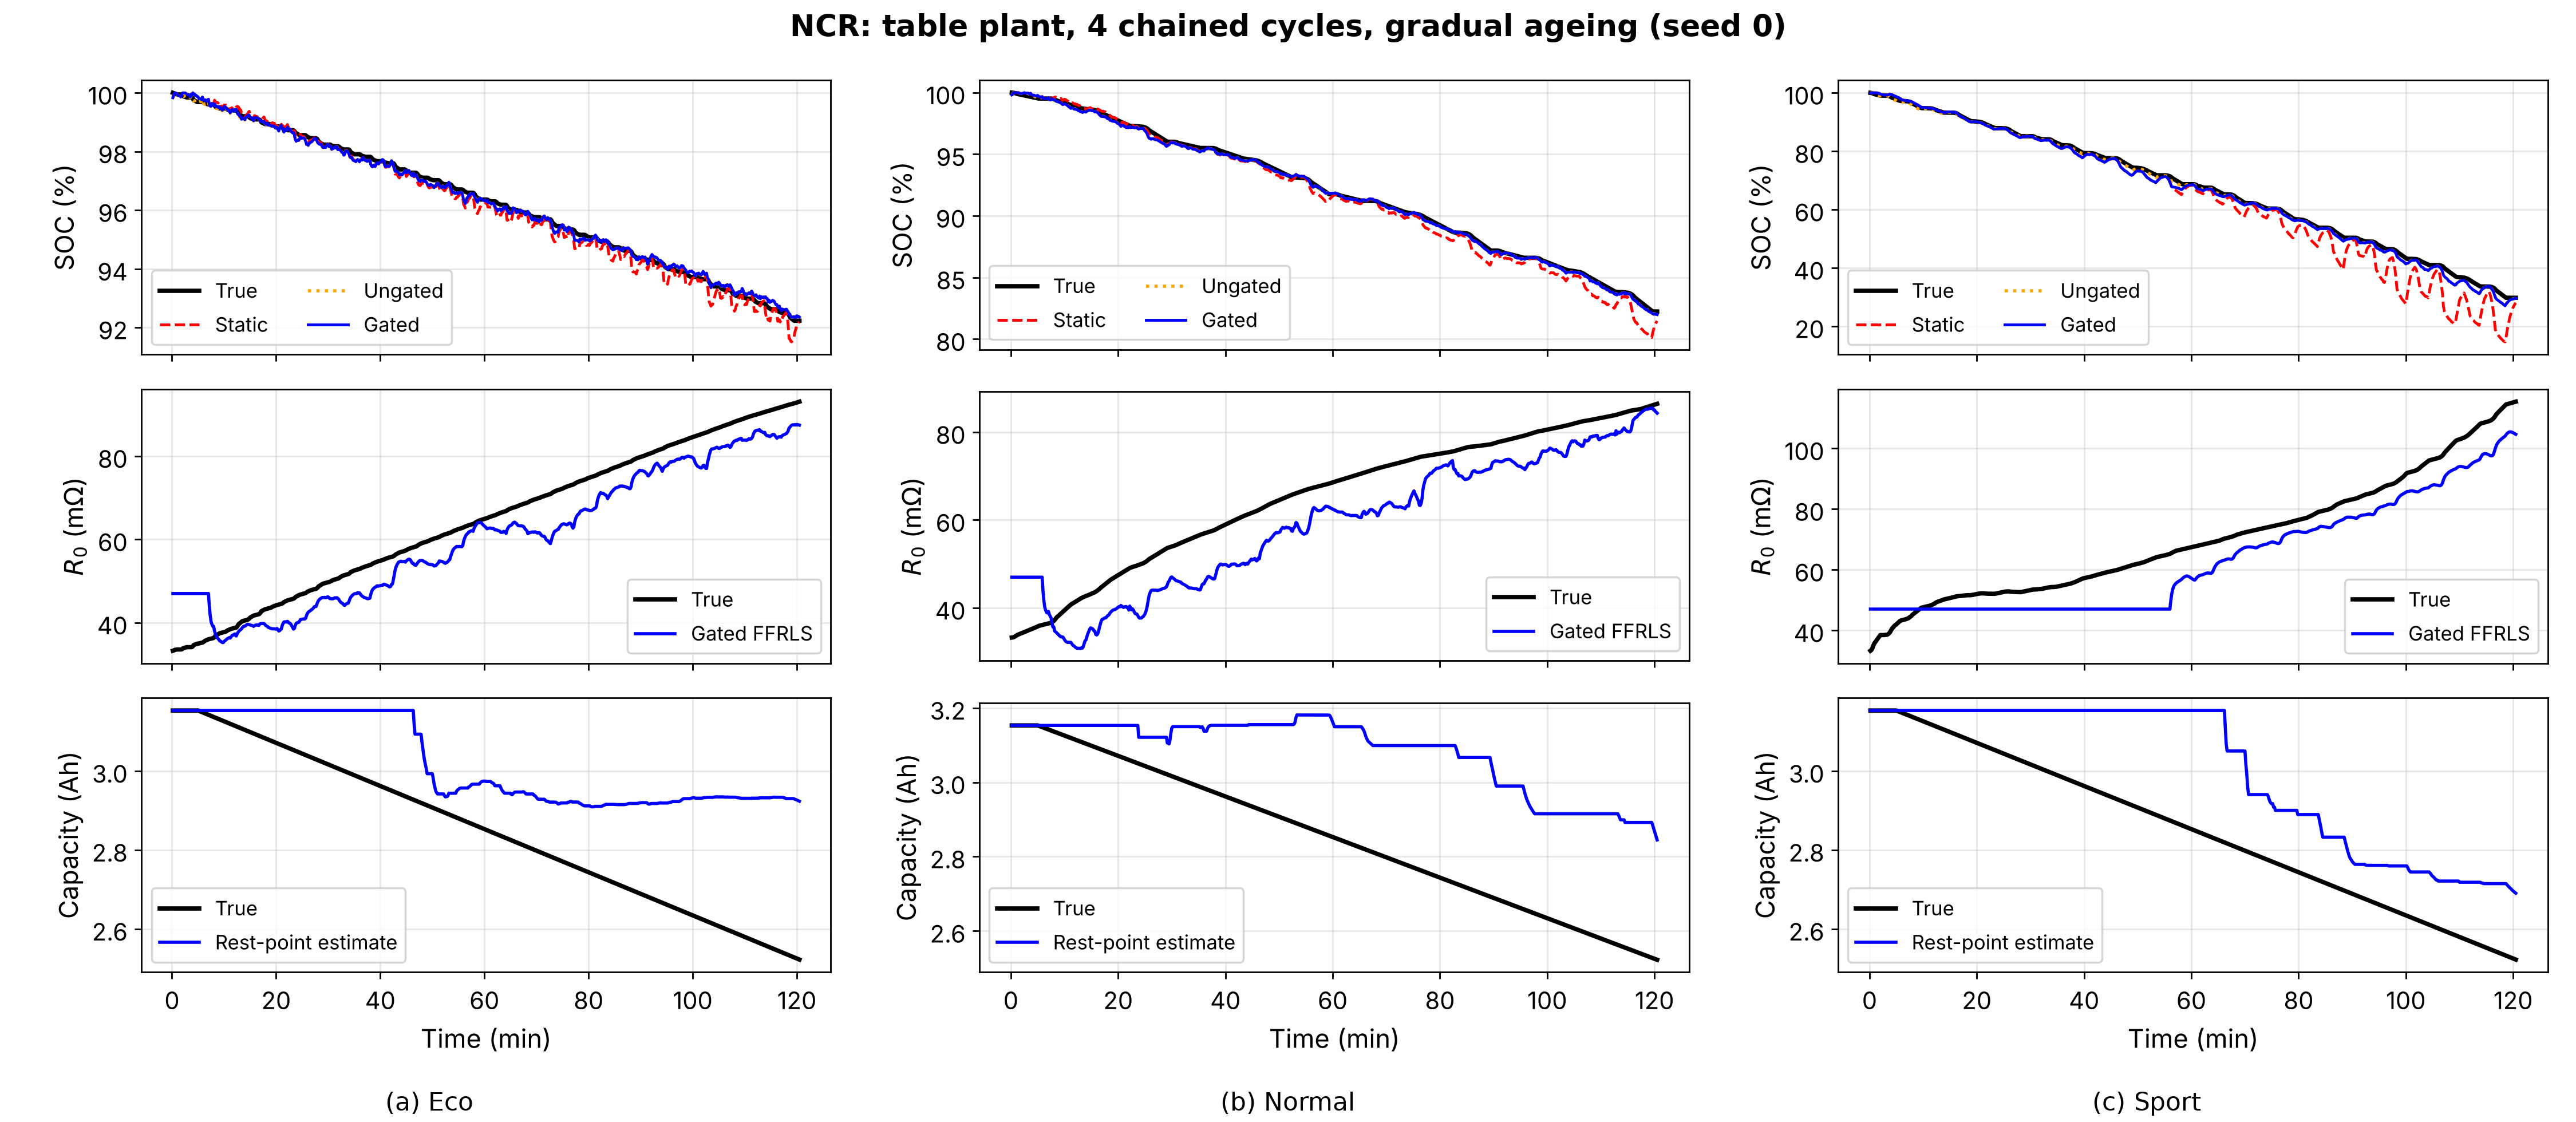 NCR: table plant, 4 chained cycles, gradual ageing (seed 0)
SOC (%)
100
98
96
94
92
True
Static
Ungated
Gated
SOC (%)
100
95
90
85
80
True
Static
Ungated
Gated
SOC (%)
100
80
60
40
20
True
Static
Ungated
Gated
R₀ (mΩ)
80
60
40
True
Gated FFRLS
R₀ (mΩ)
80
60
40
True
Gated FFRLS
R₀ (mΩ)
100
80
60
40
True
Gated FFRLS
Capacity (Ah)
3.0
2.8
2.6
True
Rest-point estimate
0 20 40 60 80 100 120
Time (min)
Capacity (Ah)
3.2
3.0
2.8
2.6
True
Rest-point estimate
0 20 40 60 80 100 120
Time (min)
Capacity (Ah)
3.0
2.8
2.6
True
Rest-point estimate
0 20 40 60 80 100 120
Time (min)
(a) Eco
(b) Normal
(c) Sport